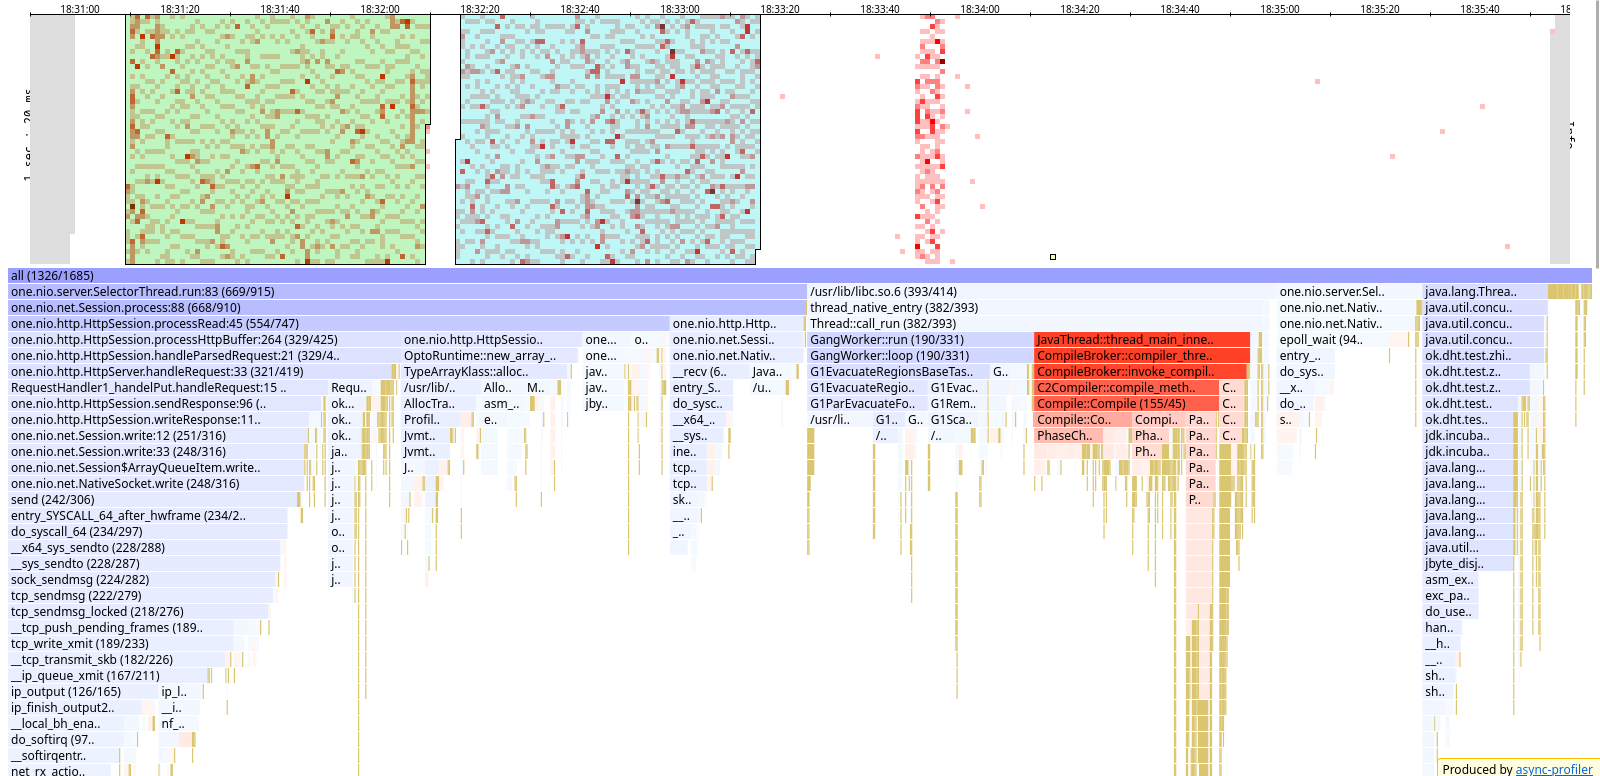 18:31:00 18:31:20 18:31:40 18:32:00 18:32:20 18:32:40 18:33:00 18:33:20 18:33:40 18:34:00 18:34:20 18:34:40 18:35:00 18:35:20 18:35:40 18
1 sec : 20 ms
Info
all (1326/1685)
one.nio.server.SelectorThread.run:83 (669/915) /usr/lib/libc.so.6 (393/414) one.nio.server.Sel.. java.lang.Threa..
one.nio.net.Session.process:88 (668/910) thread_native_entry (382/393) one.nio.net.Nativ.. java.util.concu..
one.nio.http.HttpSession.processRead:45 (554/747) one.nio.http.Http.. Thread::call_run (382/393) one.nio.net.Nativ.. java.util.concu..
one.nio.http.HttpSession.processHttpBuffer:264 (329/425) one.nio.http.HttpSessio.. one... o.. one.nio.net.Sessi.. GangWorker::run (190/331) JavaThread::thread_main_inne.. epoll_wait (94.. java.util.concu..
one.nio.http.HttpSession.handleParsedRequest:21 (329/4.. OptoRuntime::new_array_.. one... one.nio.net.Nativ.. GangWorker::loop (190/331) CompileBroker::compiler_thre.. entry_.. ok.dht.test.zhi..
one.nio.http.HttpServer.handleRequest:33 (321/419) TypeArrayKlass::alloc.. jav.. __recv (6.. Java.. G1EvacuateRegionsBaseTas.. G.. CompileBroker::invoke_compil.. do_sys.. ok.dht.test.z..
RequestHandler1_handelPut.handleRequest:15 .. Requ.. /usr/lib/.. Allo.. M.. jav.. entry_S.. /u.. G1EvacuateRegio.. G1Evac.. C2Compiler::compile_meth.. C.. __x.. ok.dht.test.z..
one.nio.http.HttpSession.sendResponse:96 (.. ok... AllocTra.. asm_.. jby.. do_sysc.. G1ParEvacuateFo.. G1Rem.. Compile::Compile (155/45) C.. do_.. ok.dht.test..
one.nio.http.HttpSession.writeResponse:11.. ok.. Profil.. e.. __x64_.. /usr/li.. G1.. G.. G1Sca.. Compile::Co.. Compi.. Pa.. C.. s.. ok.dht.tes..
one.nio.net.Session.write:12 (251/316) ok.. Jvmt.. __sys.. /.. /.. PhaseCh.. Pha.. Pa.. C.. jdk.incuba..
one.nio.net.Session.write:33 (248/316) ja.. Jvmt.. ine... Ph.. Pa.. jdk.incuba..
one.nio.net.Session$ArrayQueueItem.write.. j.. J.. tcp.. Pa.. java.lang...
one.nio.net.NativeSocket.write (248/316) j.. tcp.. Pa.. java.lang...
send (242/306) j.. sk.. P.. java.lang...
entry_SYSCALL_64_after_hwframe (234/2.. j.. __.. java.lang...
do_syscall_64 (234/297) o.. _.. java.lang...
__x64_sys_sendto (228/288) o.. java.util...
__sys_sendto (228/287) j.. jbyte_disj..
sock_sendmsg (224/282) j.. asm_ex..
tcp_sendmsg (222/279) exc_pa..
tcp_sendmsg_locked (218/276) do_use..
__tcp_push_pending_frames (189.. han..
tcp_write_xmit (189/233) __h..
__tcp_transmit_skb (182/226) __..
__ip_queue_xmit (167/211) sh..
ip_output (126/165) ip_l.. sh..
ip_finish_output2.. __i..
__local_bh_ena.. nf_..
do_softirq (97..
__softirqentr..
net_rx_actio..
Produced by async-profiler